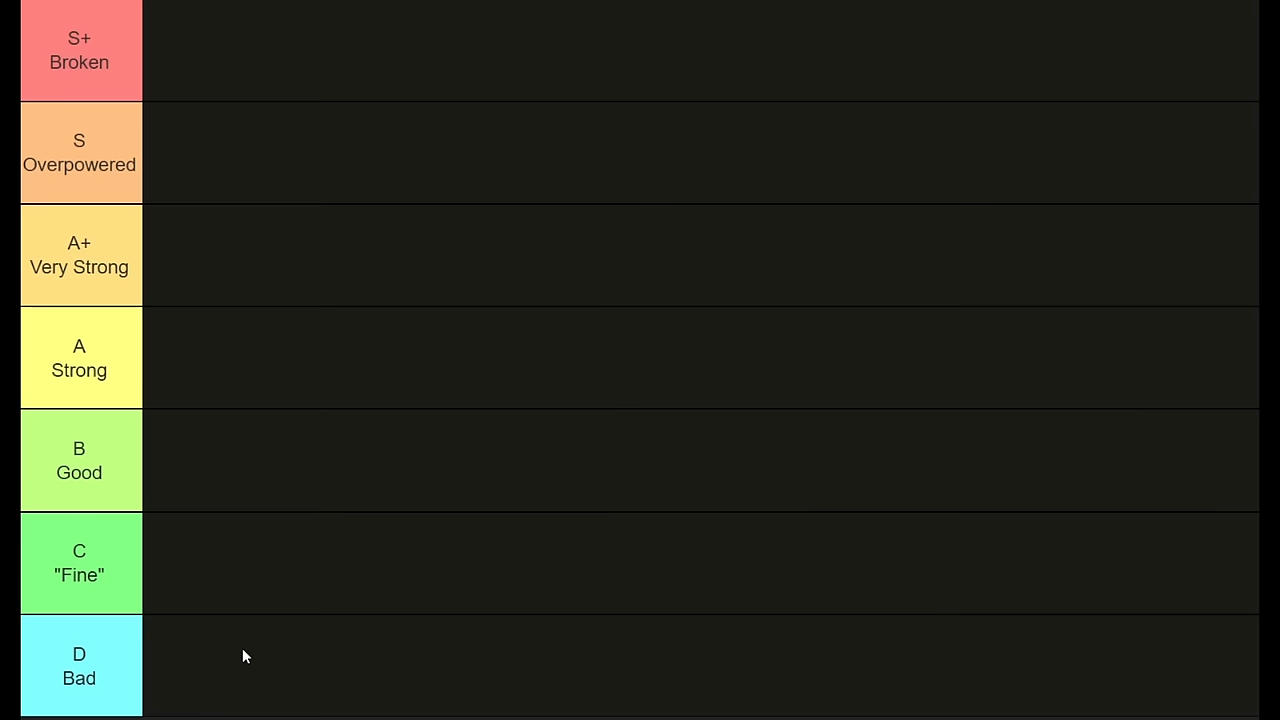 S+
Broken
S
Overpowered
A+
Very Strong
A
Strong
B
Good
C
"Fine"
D
Bad